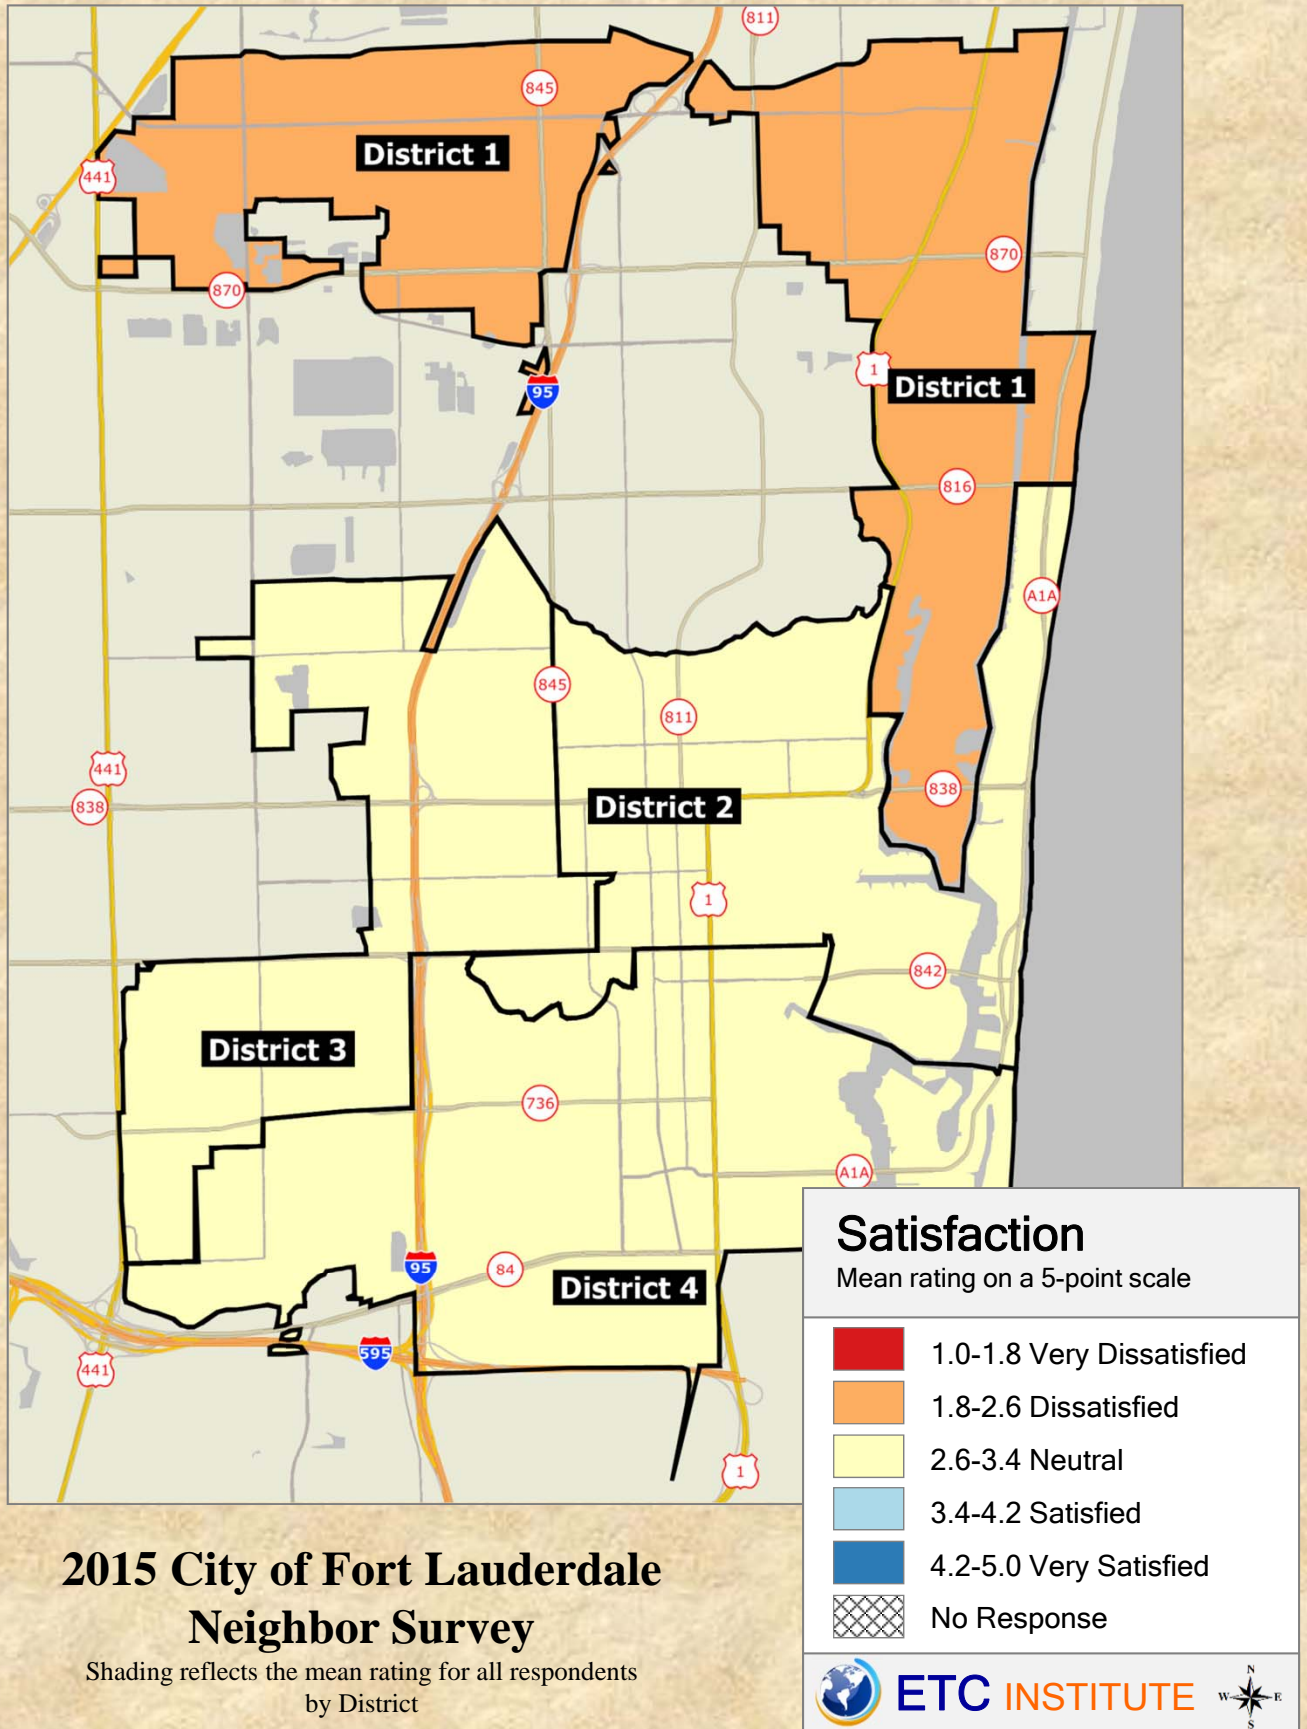 811
845
District 1
441
870
870
95
1
District 1
816
A1A
845
811
441
838
District 2
838
1
842
District 3
736
A1A
95
84
District 4
595
441
1
Satisfaction
Mean rating on a 5-point scale
1.0-1.8 Very Dissatisfied
1.8-2.6 Dissatisfied
2.6-3.4 Neutral
3.4-4.2 Satisfied
4.2-5.0 Very Satisfied
No Response
2015 City of Fort Lauderdale
Neighbor Survey
Shading reflects the mean rating for all respondents
by District
ETC INSTITUTE
N
W E
S